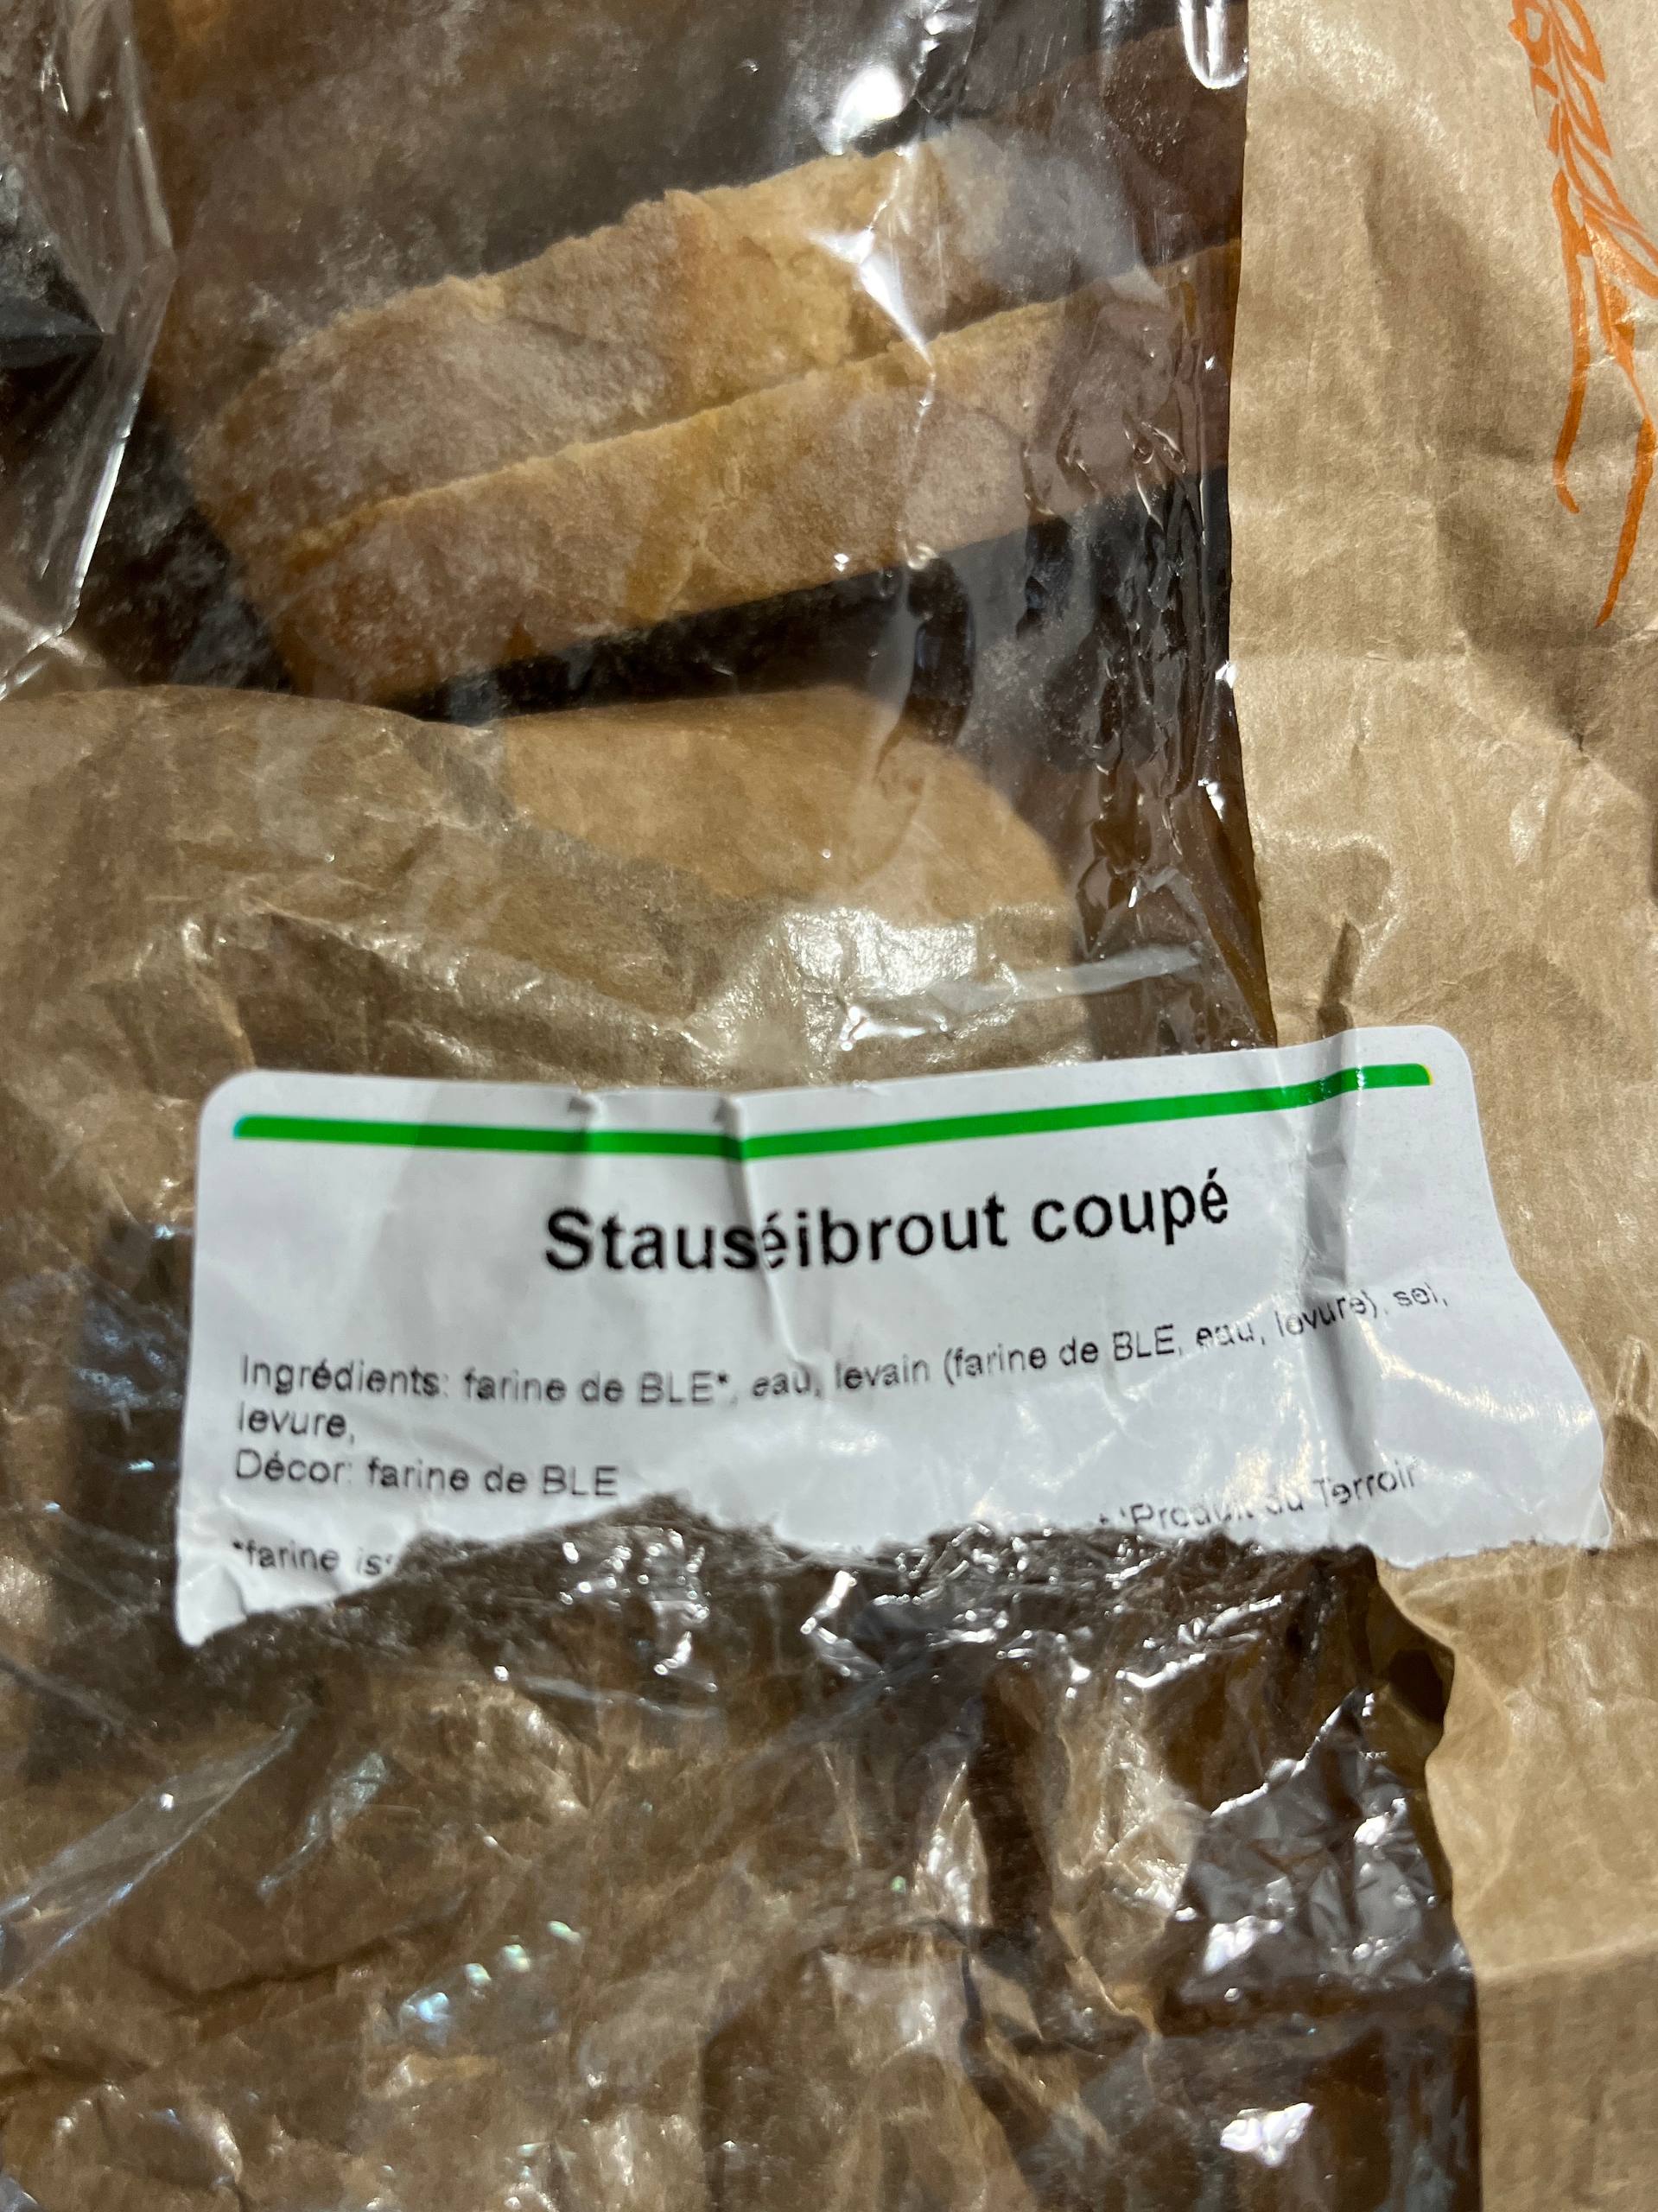 Stauséibrout coupé
Ingrédients: farine de BLE*, eau, levain (farine de BLE, eau, levure), sel,
levure,
Décor: farine de BLE
"Produit du Terroir
*farine